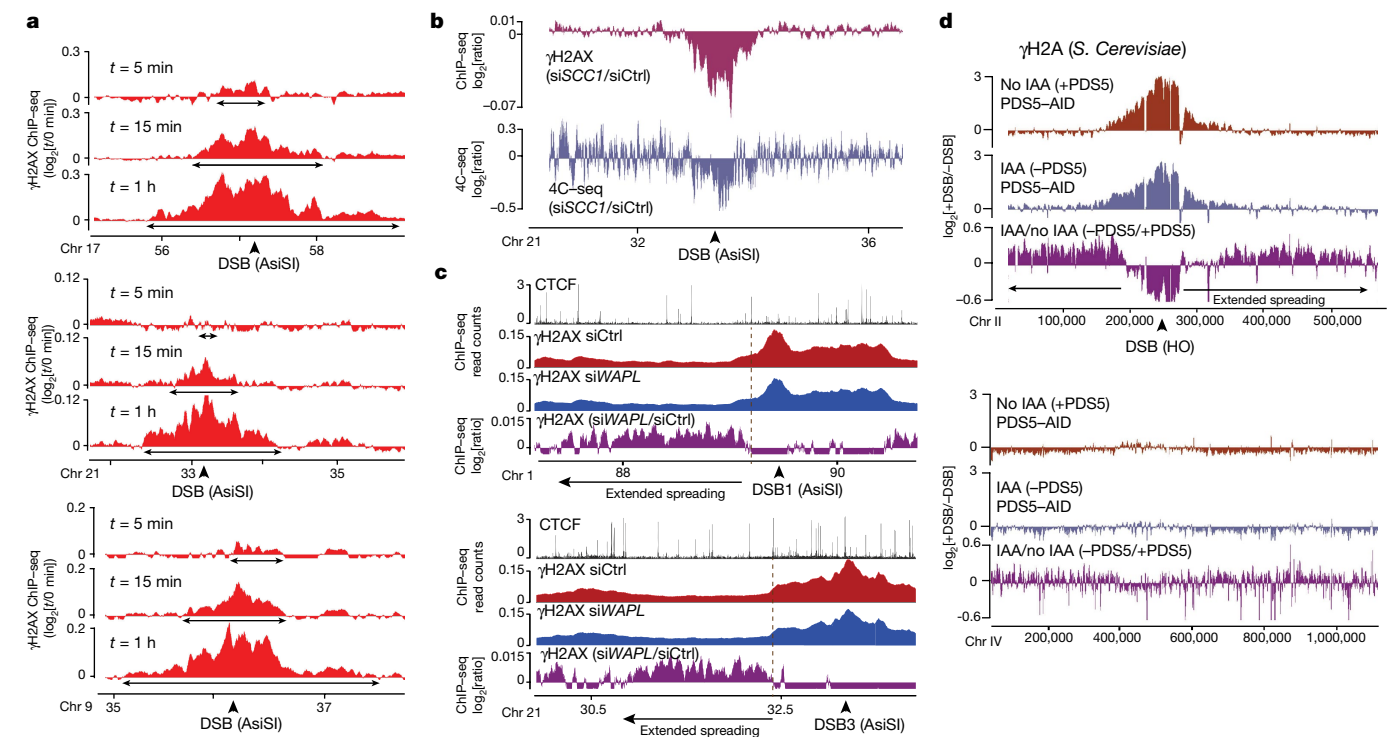 a
γH2AX ChIP–seq
(log2[t/0 min])
0.3
t = 5 min
0
0.3
t = 15 min
0
0.3
t = 1 h
0
Chr 17
56
58
DSB (AsiSI)
γH2AX ChIP–seq
(log2[t/0 min])
0.12
t = 5 min
0
0.12
t = 15 min
0
0.12
t = 1 h
0
Chr 21
33
35
DSB (AsiSI)
γH2AX ChIP–seq
(log2[t/0 min])
0.2
t = 5 min
0
0.2
t = 15 min
0
0.2
t = 1 h
0
Chr 9
35
37
DSB (AsiSI)
b
ChIP–seq
log2[ratio]
0.01
0
–0.07
γH2AX
(siSCC1/siCtrl)
4C–seq
log2[ratio]
0.3
0
–0.5
4C–seq
(siSCC1/siCtrl)
Chr 21
32
36
DSB (AsiSI)
c
CTCF
3
0
ChIP–seq
read counts
γH2AX siCtrl
0.15
0
γH2AX siWAPL
0.15
0
γH2AX (siWAPL/siCtrl)
ChIP–seq
log2[ratio]
0.015
0
Chr 1
88
90
Extended spreading
DSB1 (AsiSI)
CTCF
3
0
ChIP–seq
read counts
γH2AX siCtrl
0.15
0
γH2AX siWAPL
0.15
0
γH2AX (siWAPL/siCtrl)
ChIP–seq
log2[ratio]
0.015
0
Chr 21
30.5
32.5
Extended spreading
DSB3 (AsiSI)
d
γH2A (S. Cerevisiae)
log2[+DSB/–DSB]
3
No IAA (+PDS5)
PDS5–AID
0
3
IAA (–PDS5)
PDS5–AID
0
0.6
IAA/no IAA (–PDS5/+PDS5)
0
–0.6
Extended spreading
Chr II
100,000
200,000
300,000
400,000
500,000
DSB (HO)
log2[+DSB/–DSB]
3
No IAA (+PDS5)
PDS5–AID
0
3
IAA (–PDS5)
PDS5–AID
0
0.6
IAA/no IAA (–PDS5/+PDS5)
0
–0.6
Chr IV
200,000
400,000
600,000
800,000
1,000,000